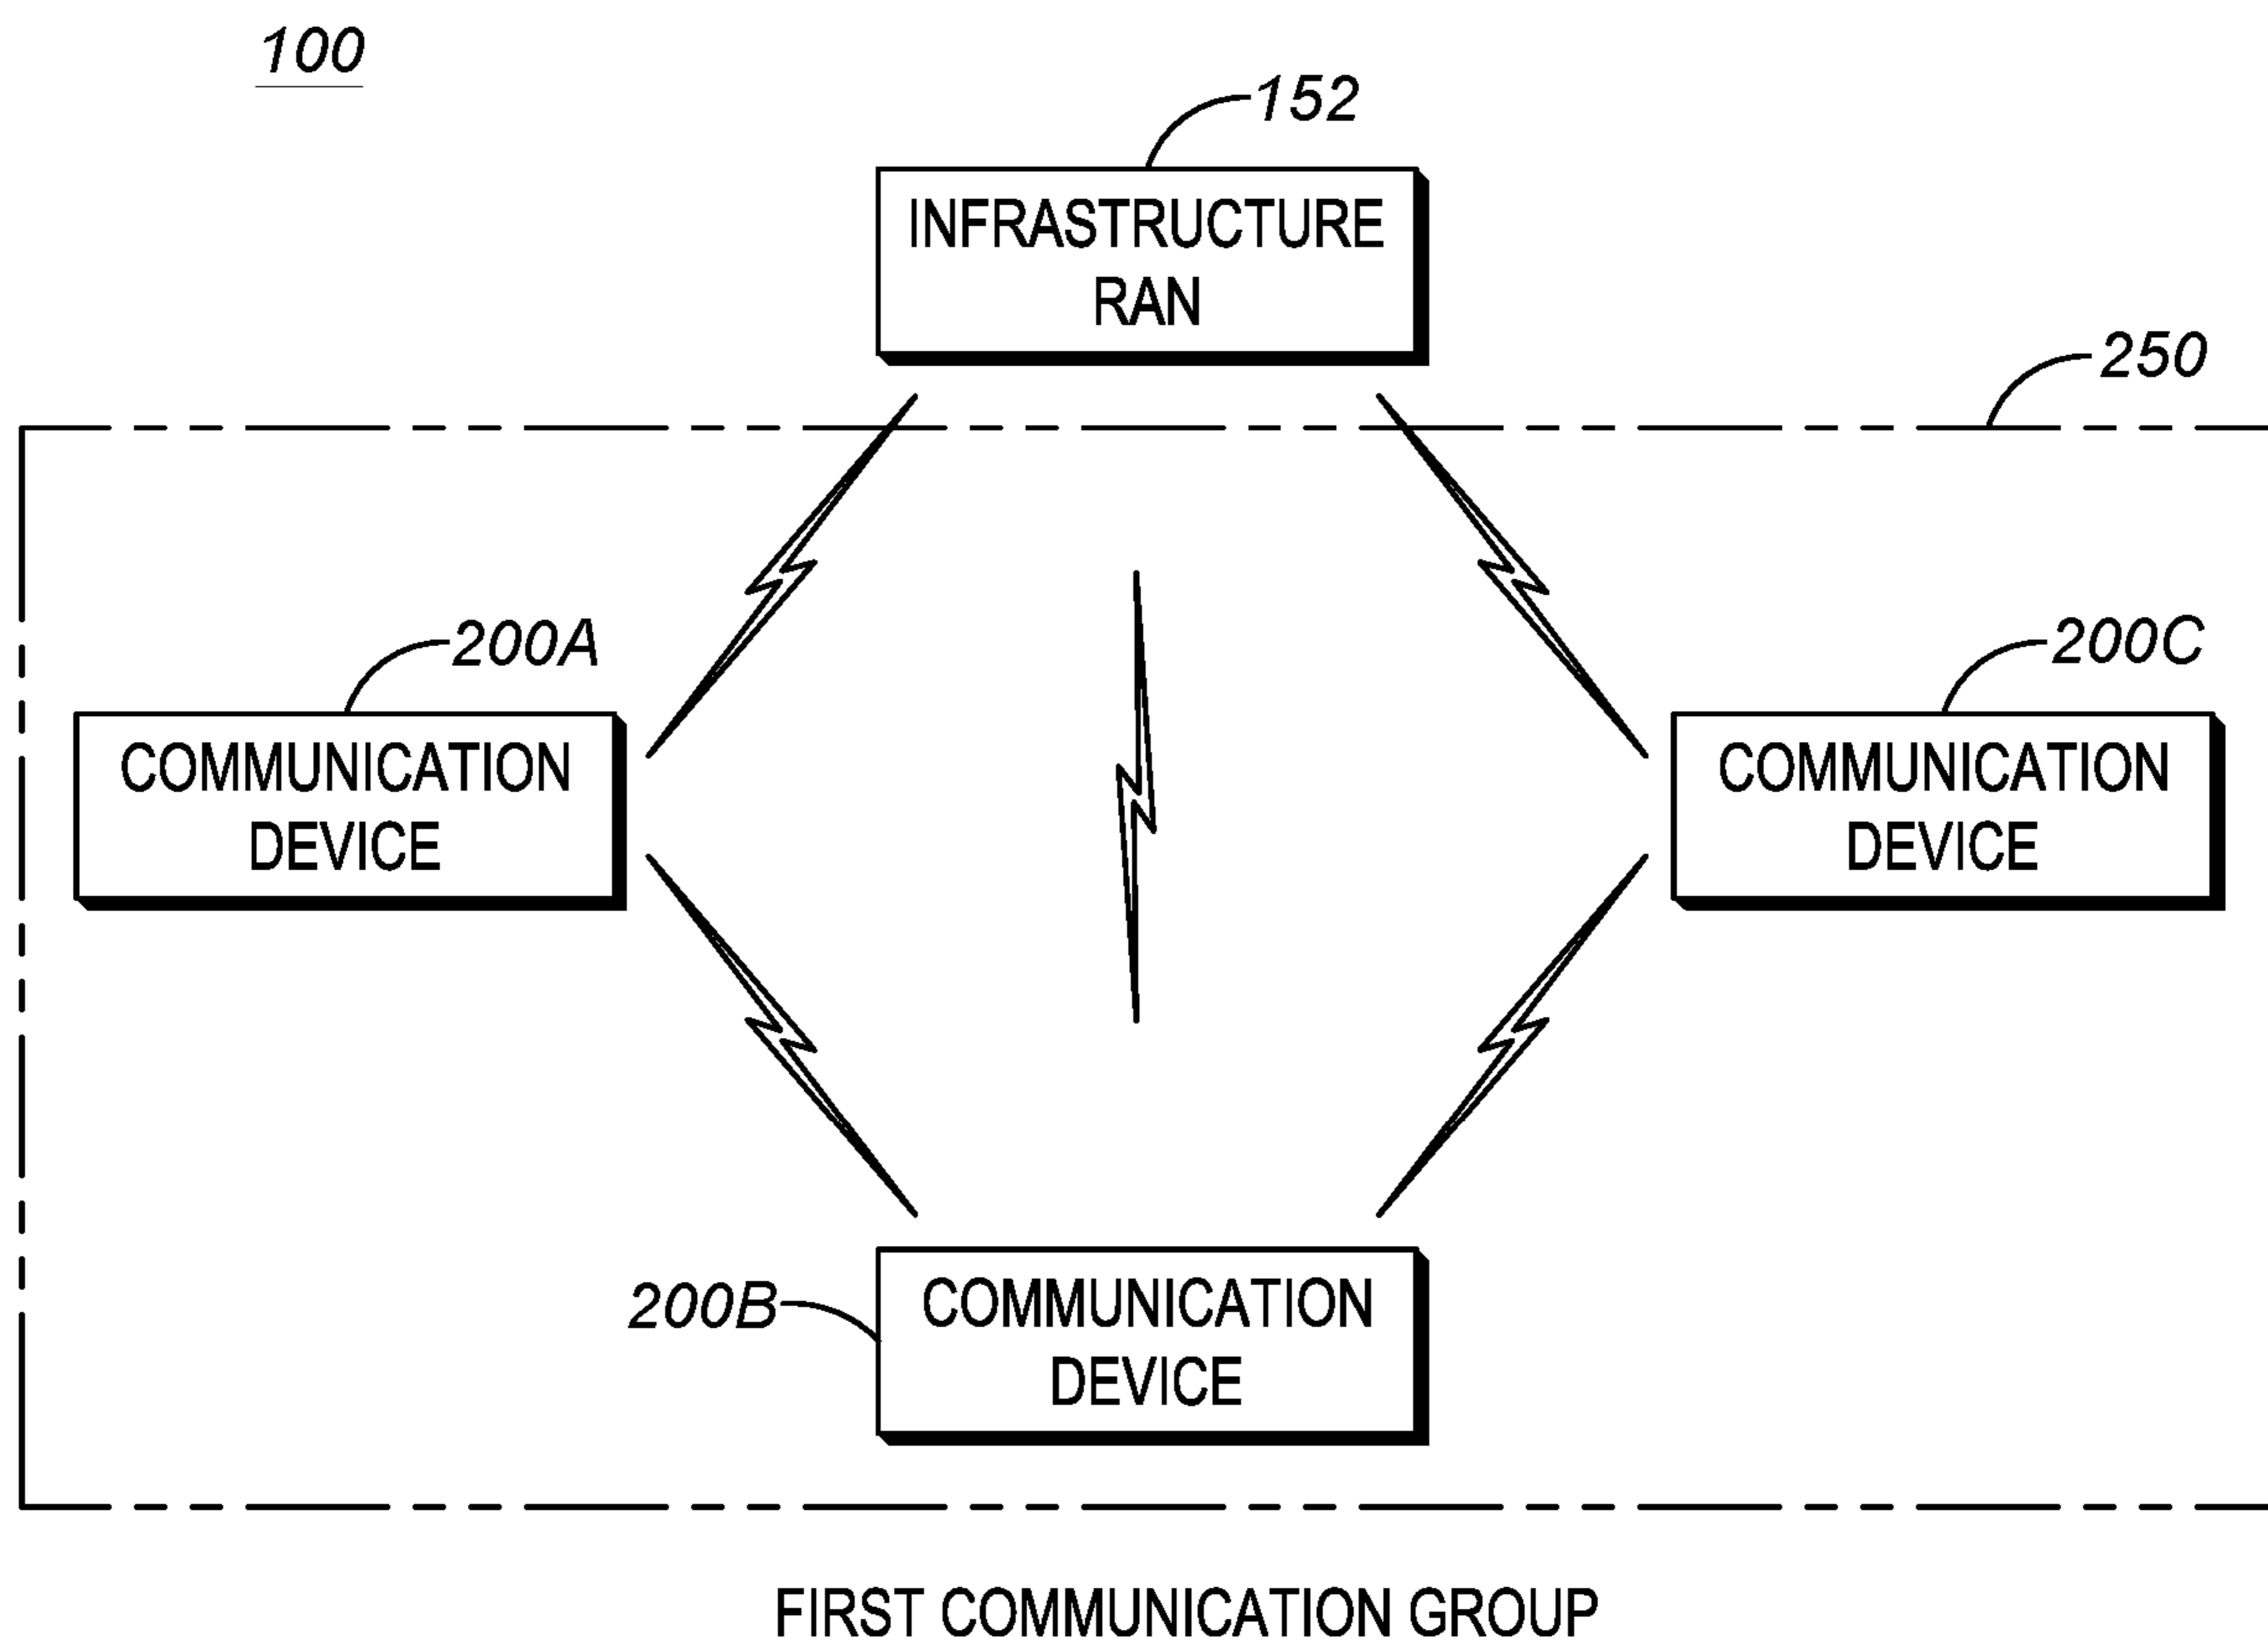 100
152
INFRASTRUCTURE
RAN
250
200A
200C
COMMUNICATION
DEVICE
COMMUNICATION
DEVICE
200B
COMMUNICATION
DEVICE
FIRST COMMUNICATION GROUP